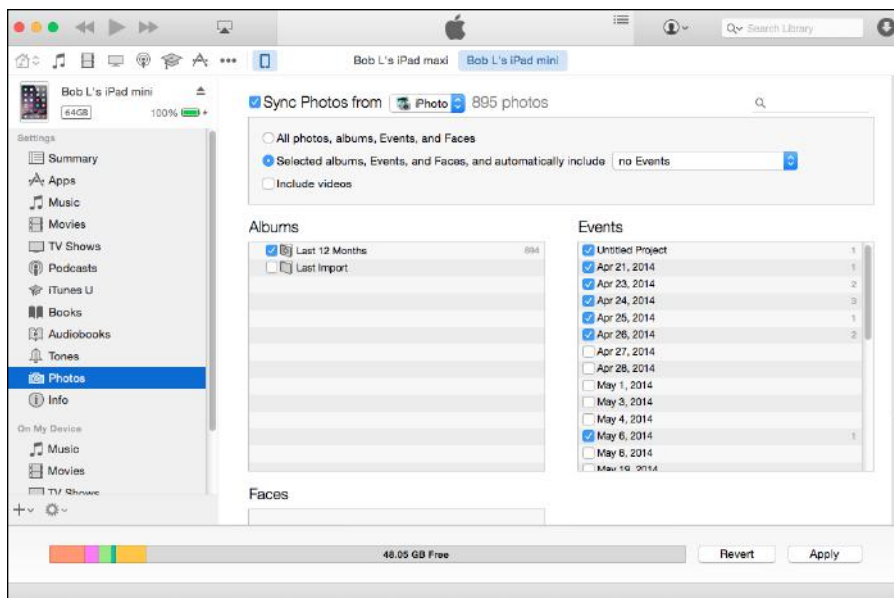 Search Library
Bob L's iPad maxi
Bob L's iPad mini
Bob L's iPad mini
64GB
100%
Settings
Summary
Apps
Music
Movies
TV Shows
Podcasts
iTunes U
Books
Audiobooks
Tones
Photos
Info
On My Device
Music
Movies
TV Shows
Sync Photos from iPhoto 895 photos
All photos, albums, Events, and Faces
Selected albums, Events, and Faces, and automatically include no Events
Include videos
Albums
Last 12 Months 894
Last Import
Events
Untitled Project 1
Apr 21, 2014 1
Apr 23, 2014 2
Apr 24, 2014 3
Apr 25, 2014 1
Apr 26, 2014 2
Apr 27, 2014
Apr 28, 2014
May 1, 2014
May 3, 2014
May 4, 2014
May 6, 2014 1
May 8, 2014
May 19, 2014
Faces
48.05 GB Free
Revert
Apply